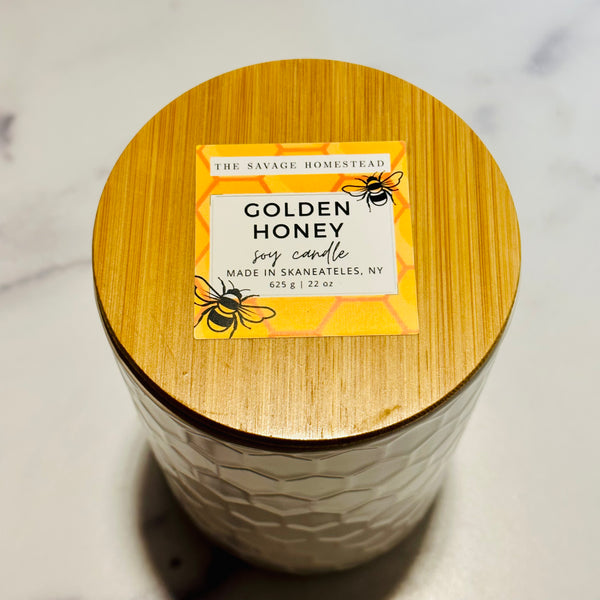 THE SAVAGE HOMESTEAD
GOLDEN
HONEY
soy candle
MADE IN SKANEATELES, NY
625 g | 22 oz